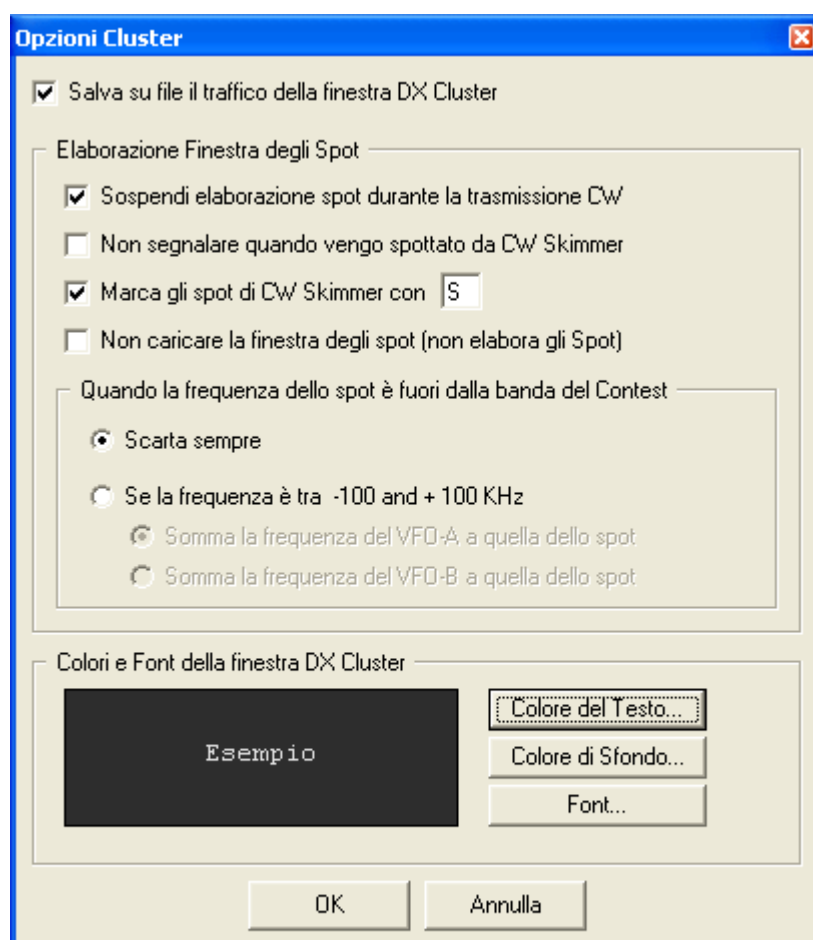 Opzioni Cluster
Salva su file il traffico della finestra DX Cluster
Elaborazione Finestra degli Spot
Sospendi elaborazione spot durante la trasmissione CW
Non segnalare quando vengo spottato da CW Skimmer
Marca gli spot di CW Skimmer con S
Non caricare la finestra degli spot (non elabora gli Spot)
Quando la frequenza dello spot è fuori dalla banda del Contest
Scarta sempre
Se la frequenza è tra -100 and + 100 KHz
Somma la frequenza del VFO-A a quella dello spot
Somma la frequenza del VFO-B a quella dello spot
Colori e Font della finestra DX Cluster
Esempio
Colore del Testo...
Colore di Sfondo...
Font...
OK
Annulla